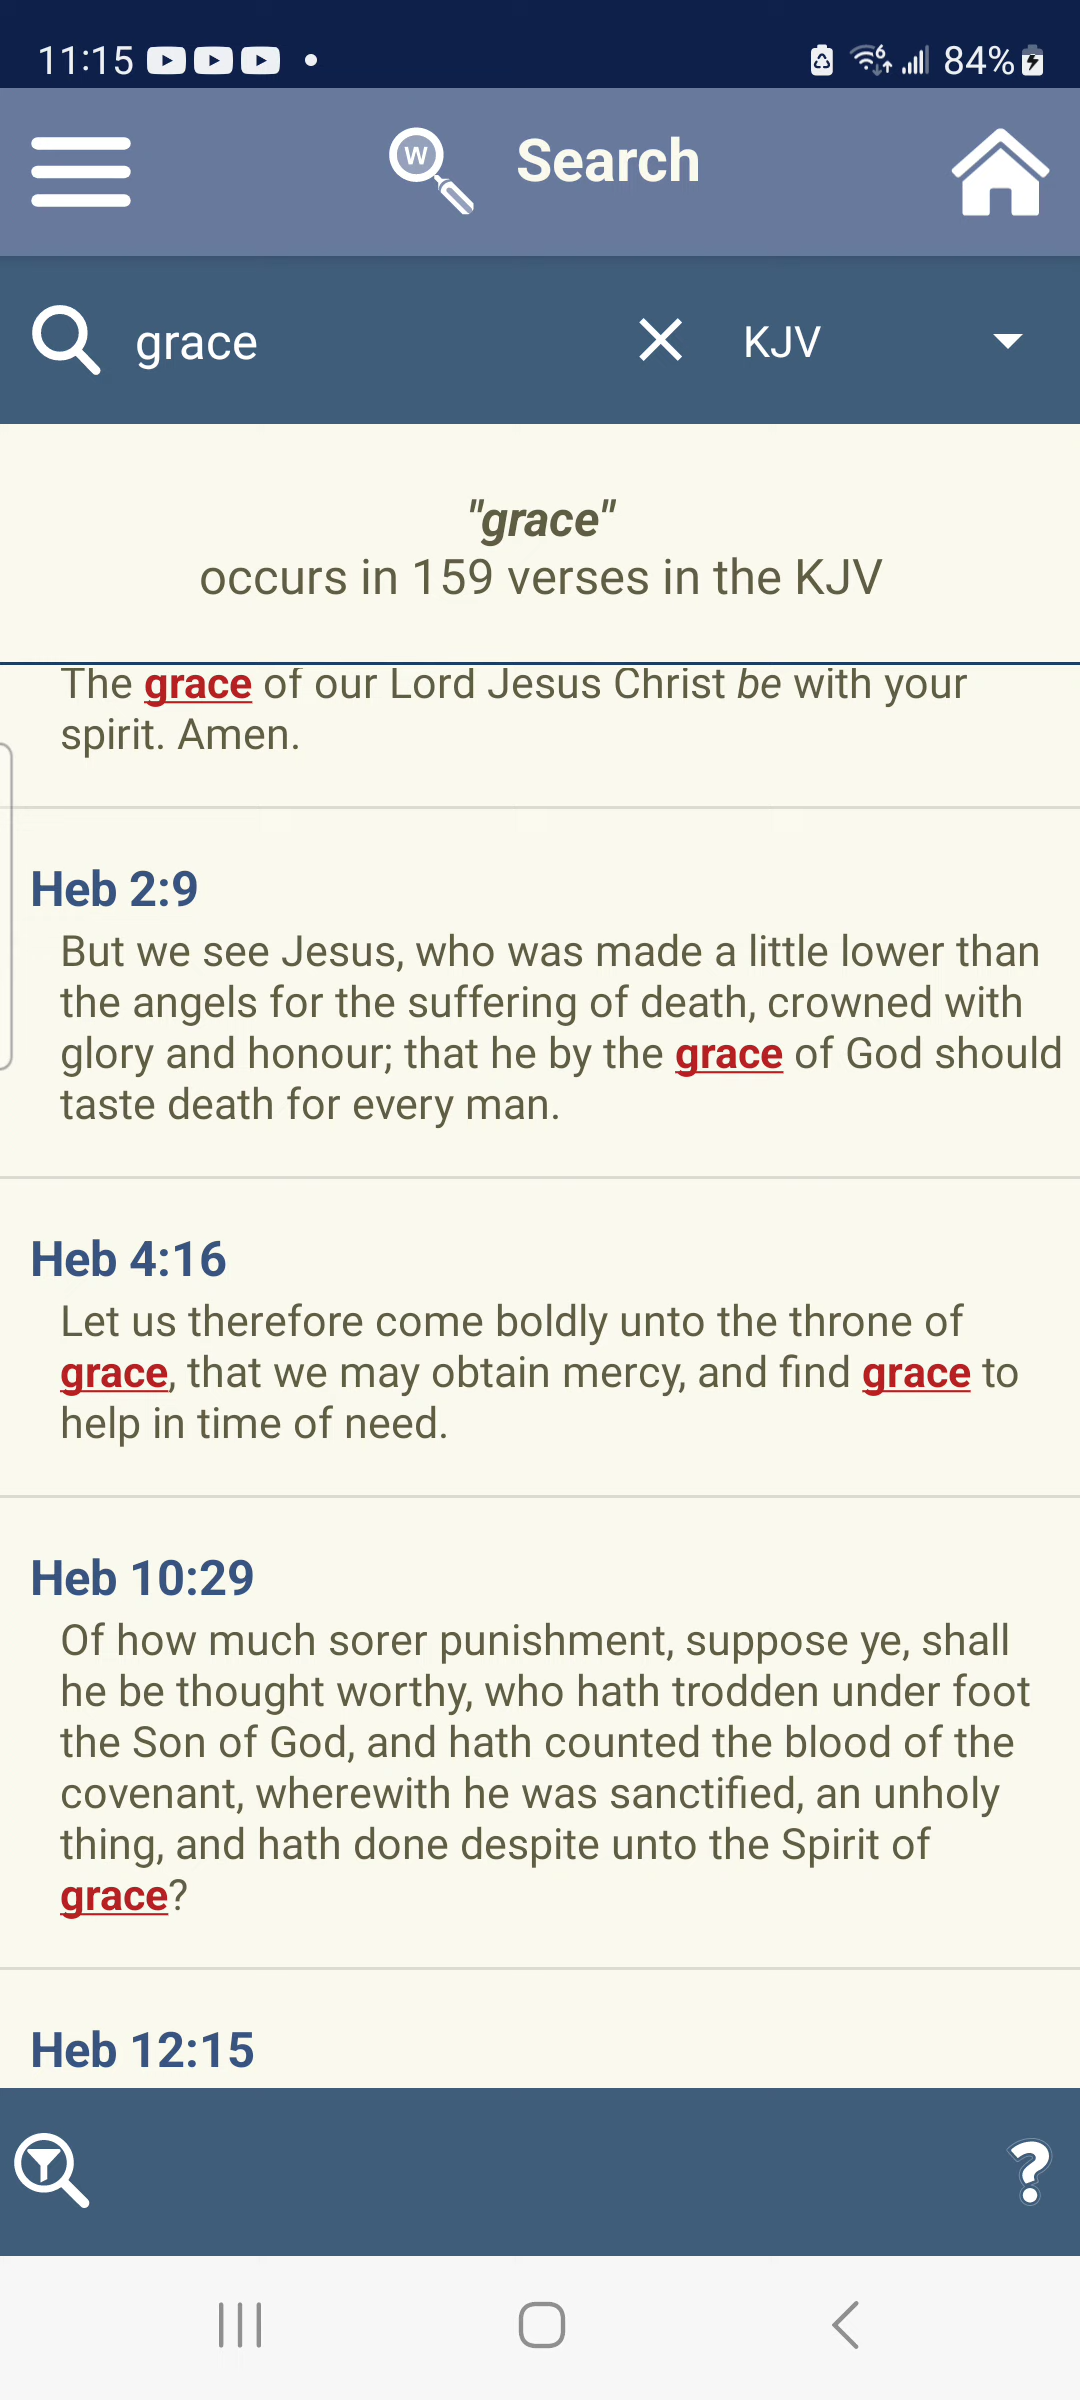 11:15
84%
W Search
grace KJV
"grace"
occurs in 159 verses in the KJV
The grace of our Lord Jesus Christ be with your
spirit. Amen.
Heb 2:9
But we see Jesus, who was made a little lower than
the angels for the suffering of death, crowned with
glory and honour; that he by the grace of God should
taste death for every man.
Heb 4:16
Let us therefore come boldly unto the throne of
grace, that we may obtain mercy, and find grace to
help in time of need.
Heb 10:29
Of how much sorer punishment, suppose ye, shall
he be thought worthy, who hath trodden under foot
the Son of God, and hath counted the blood of the
covenant, wherewith he was sanctified, an unholy
thing, and hath done despite unto the Spirit of
grace?
Heb 12:15
?